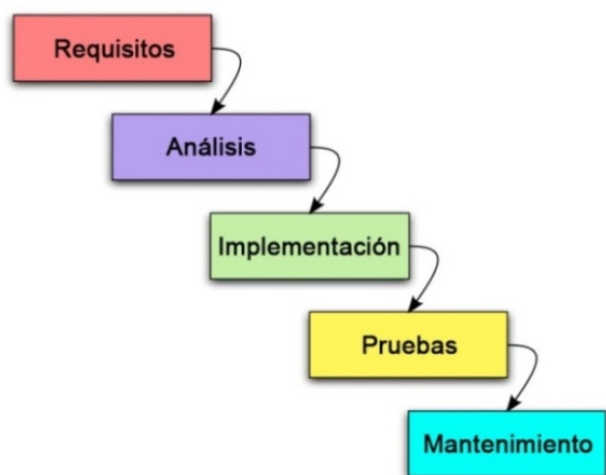 Requisitos
Análisis
Implementación
Pruebas
Mantenimiento